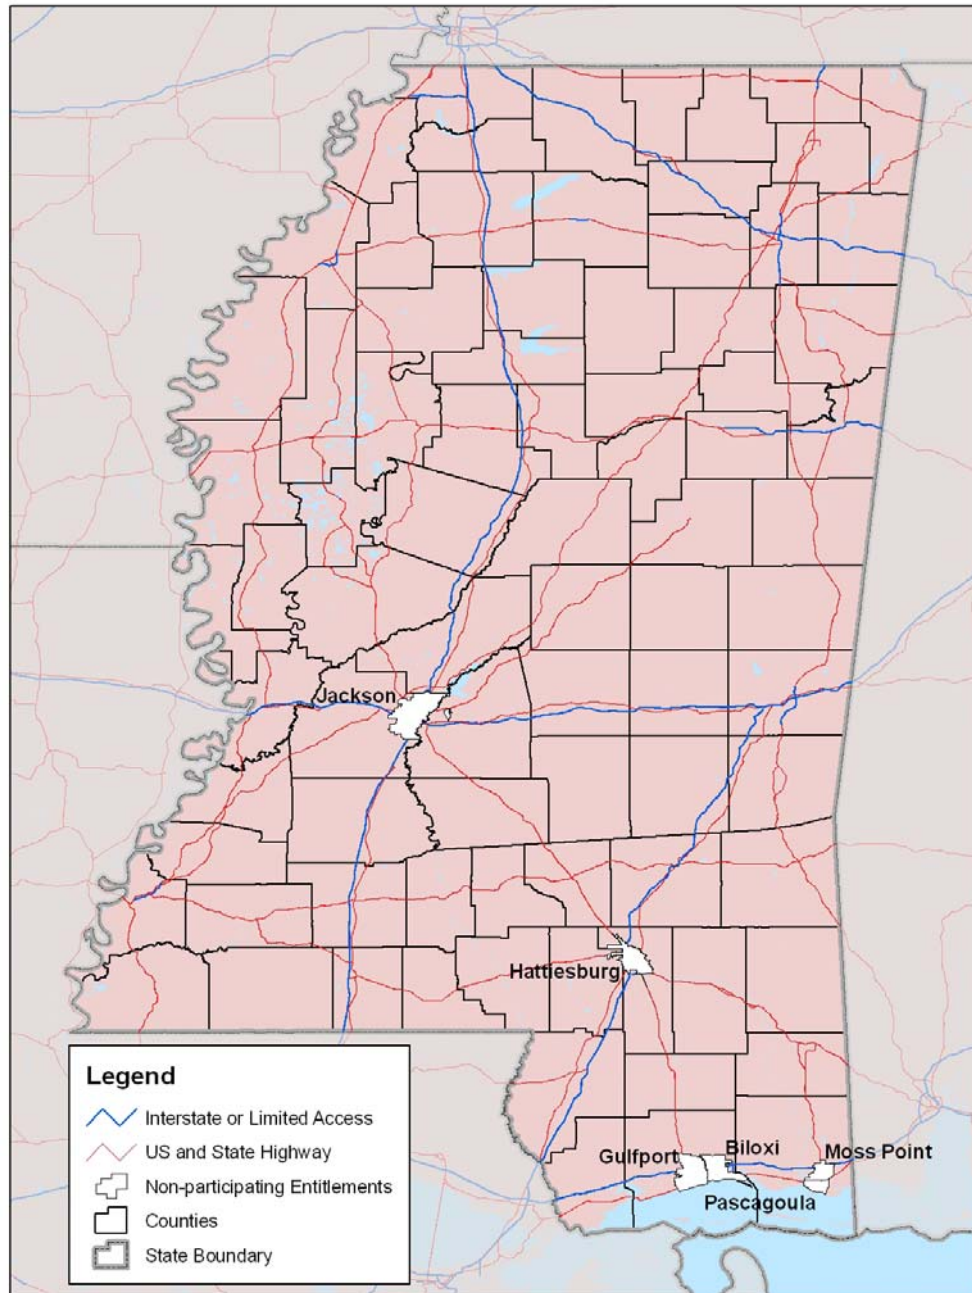 Jackson
Hattiesburg
Gulfport
Biloxi
Moss Point
Pascagoula
Legend
Interstate or Limited Access
US and State Highway
Non-participating Entitlements
Counties
State Boundary